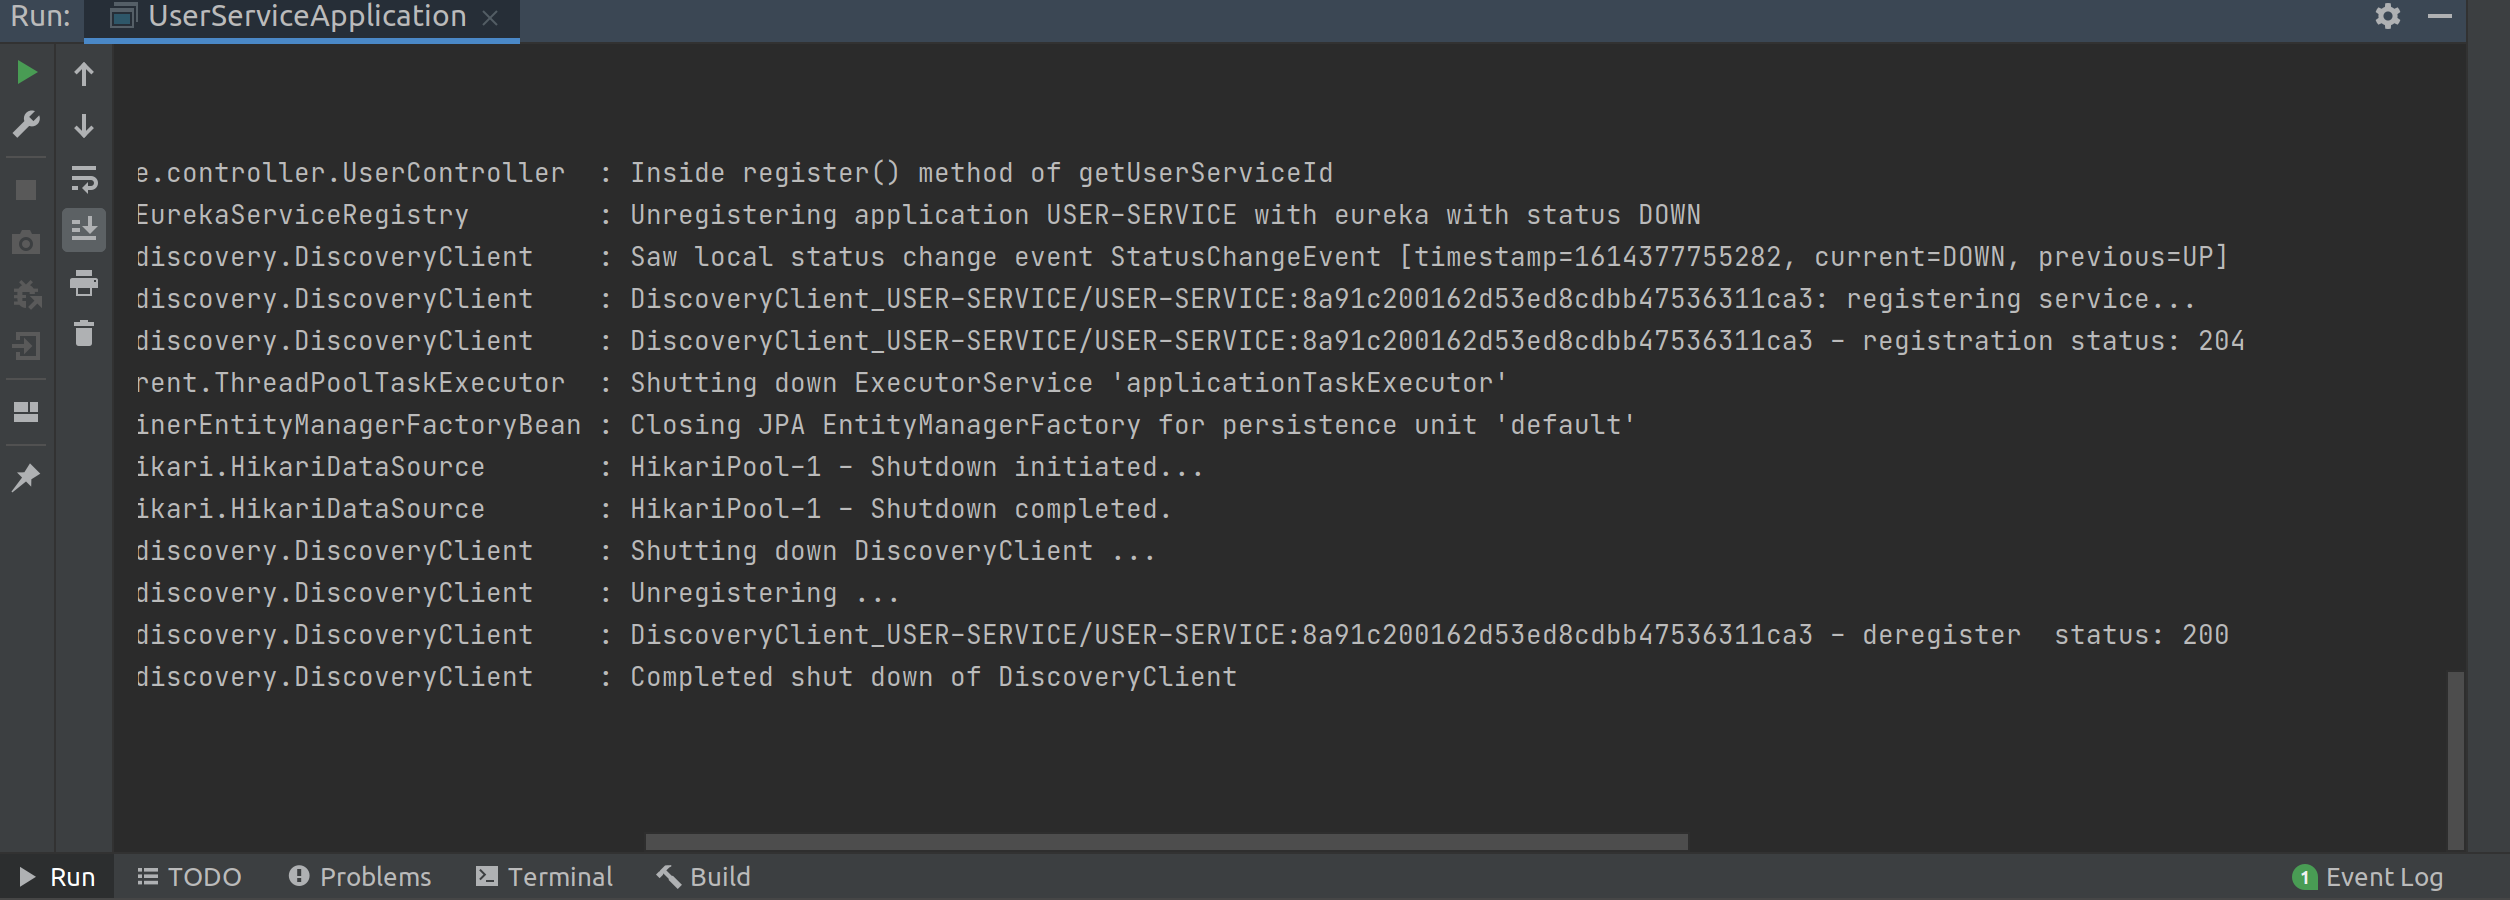 Run: UserServiceApplication
e.controller.UserController : Inside register() method of getUserServiceId
EurekaServiceRegistry : Unregistering application USER-SERVICE with eureka with status DOWN
discovery.DiscoveryClient : Saw local status change event StatusChangeEvent [timestamp=1614377755282, current=DOWN, previous=UP]
discovery.DiscoveryClient : DiscoveryClient_USER-SERVICE/USER-SERVICE:8a91c200162d53ed8cdbb47536311ca3: registering service...
discovery.DiscoveryClient : DiscoveryClient_USER-SERVICE/USER-SERVICE:8a91c200162d53ed8cdbb47536311ca3 - registration status: 204
rent.ThreadPoolTaskExecutor : Shutting down ExecutorService 'applicationTaskExecutor'
inerEntityManagerFactoryBean : Closing JPA EntityManagerFactory for persistence unit 'default'
ikari.HikariDataSource : HikariPool-1 - Shutdown initiated...
ikari.HikariDataSource : HikariPool-1 - Shutdown completed.
discovery.DiscoveryClient : Shutting down DiscoveryClient ...
discovery.DiscoveryClient : Unregistering ...
discovery.DiscoveryClient : DiscoveryClient_USER-SERVICE/USER-SERVICE:8a91c200162d53ed8cdbb47536311ca3 - deregister  status: 200
discovery.DiscoveryClient : Completed shut down of DiscoveryClient
Run TODO Problems Terminal Build 1 Event Log